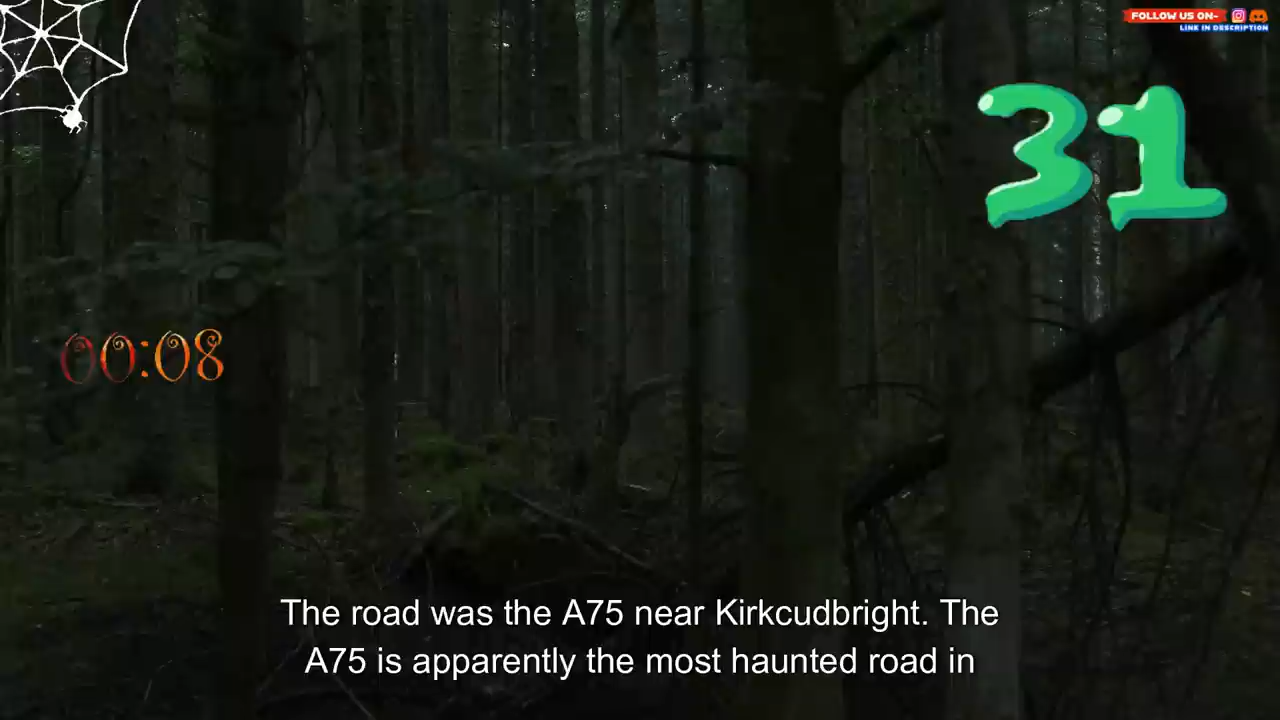 FOLLOW US ON-
LINK IN DESCRIPTION
31
00:08
The road was the A75 near Kirkcudbright. The
A75 is apparently the most haunted road in